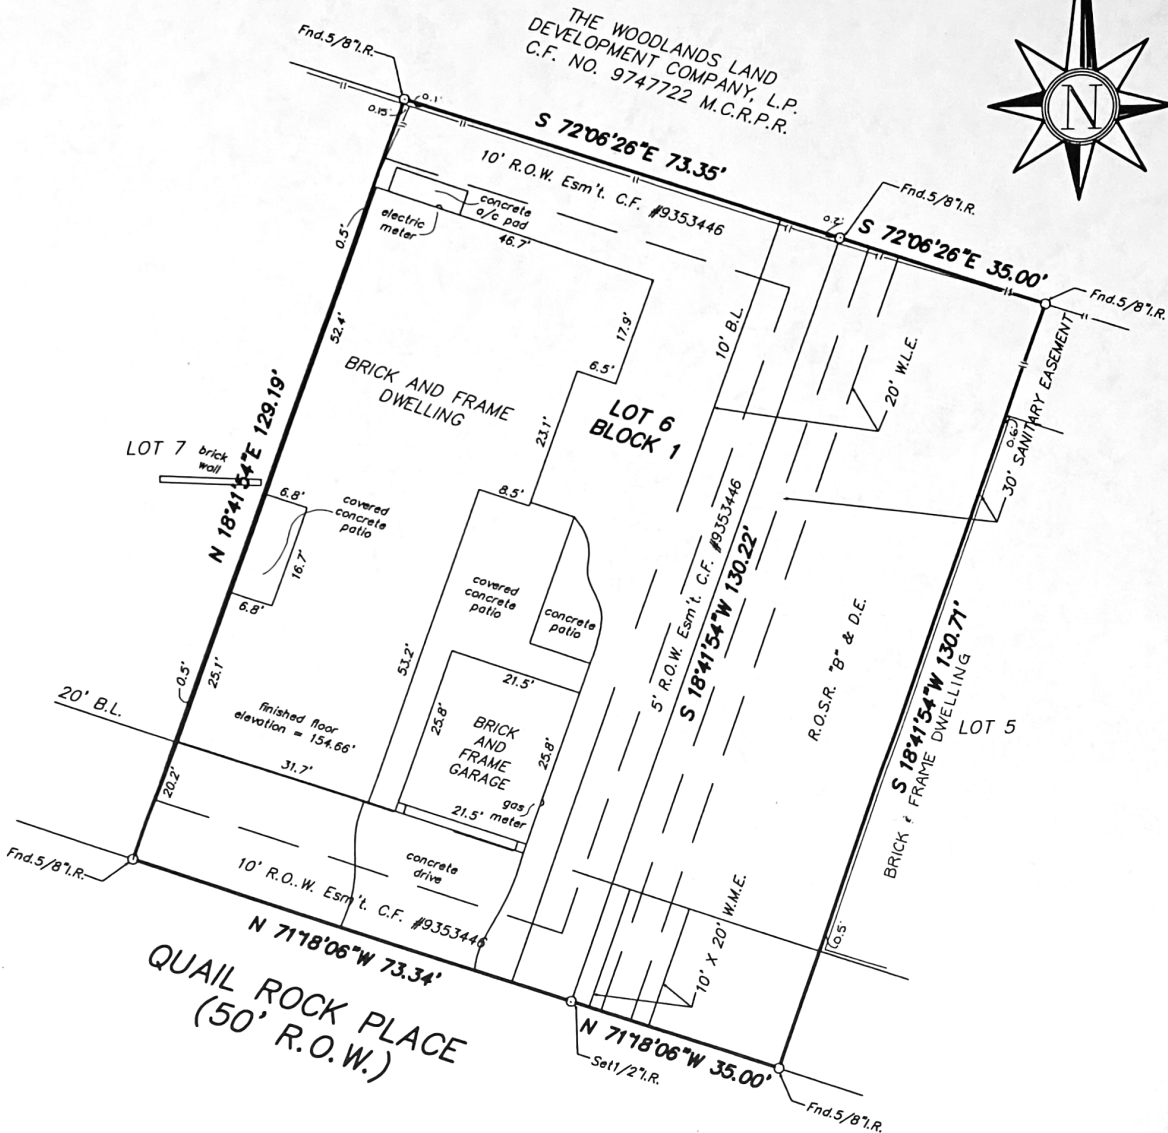 THE WOODLANDS LAND
DEVELOPMENT COMPANY, L.P.
C.F. NO. 9747722 M.C.R.P.R.
N
Fnd.5/8"I.R.
0.1'
0.15'
S 72°06'26"E 73.35'
10' R.O.W. Esm't. C.F. #9353446
Fnd.5/8"I.R.
0.2'
S 72°06'26"E 35.00'
Fnd.5/8"I.R.
concrete
a/c pad
electric
meter
46.7'
0.5'
52.4'
17.9'
6.5'
10' B.L.
20' W.L.E.
30' SANITARY EASEMENT
0.6'
BRICK AND FRAME
DWELLING
LOT 6
BLOCK 1
23.1'
N 18°41'54"E 129.19'
LOT 7
brick
wall
6.8'
covered
concrete
patio
16.7'
6.8'
8.5'
covered
concrete
patio
concrete
patio
5' R.O.W. Esm't. C.F. #9353446
S 18°41'54"W 130.22'
R.O.S.R. "B" & D.E.
S 18°41'54"W 130.71'
BRICK & FRAME DWELLING
LOT 5
53.2'
0.5'
25.1'
20' B.L.
finished floor
elevation = 154.66'
21.5'
25.8'
BRICK
AND
FRAME
GARAGE
25.8'
31.7'
20.2'
gas
meter
21.5'
concrete
drive
Fnd.5/8"I.R.
10' R.O.W. Esm't. C.F. #9353446
10' X 20' W.M.E.
0.5'
N 71°18'06"W 73.34'
QUAIL ROCK PLACE
(50' R.O.W.)
N 71°18'06"W 35.00'
Set1/2"I.R.
Fnd.5/8"I.R.